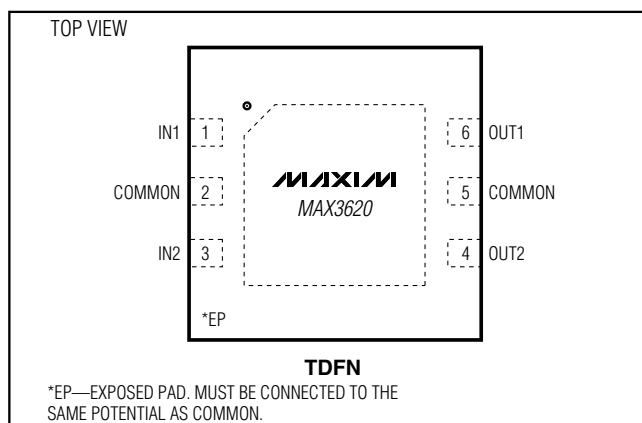 TOP VIEW
IN1 1 6 OUT1
COMMON 2 MAXIM 5 COMMON
MAX3620
IN2 3 4 OUT2
*EP
TDFN
*EP—EXPOSED PAD. MUST BE CONNECTED TO THE
SAME POTENTIAL AS COMMON.